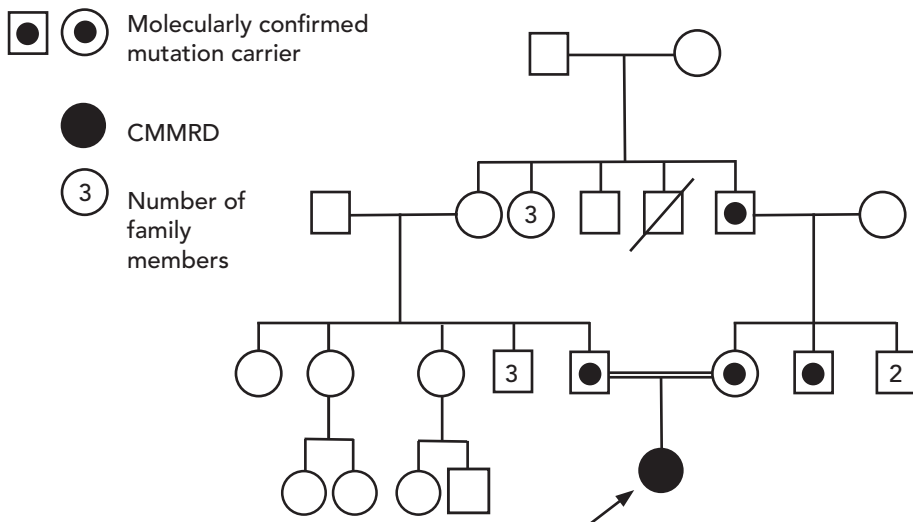 Molecularly confirmed
mutation carrier
CMMRD
3
Number of
family
members
3
3
2